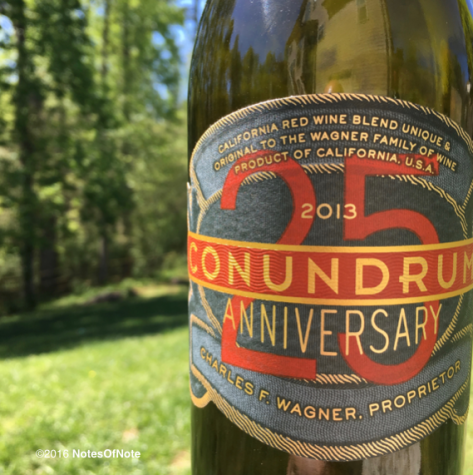 CALIFORNIA RED WINE BLEND UNIQUE &
ORIGINAL TO THE WAGNER FAMILY OF WINE
PRODUCT OF CALIFORNIA, U.S.A.
25
2013
CONUNDRUM
ANNIVERSARY
CHARLES F. WAGNER, PROPRIETOR
©2016 NotesOfNote